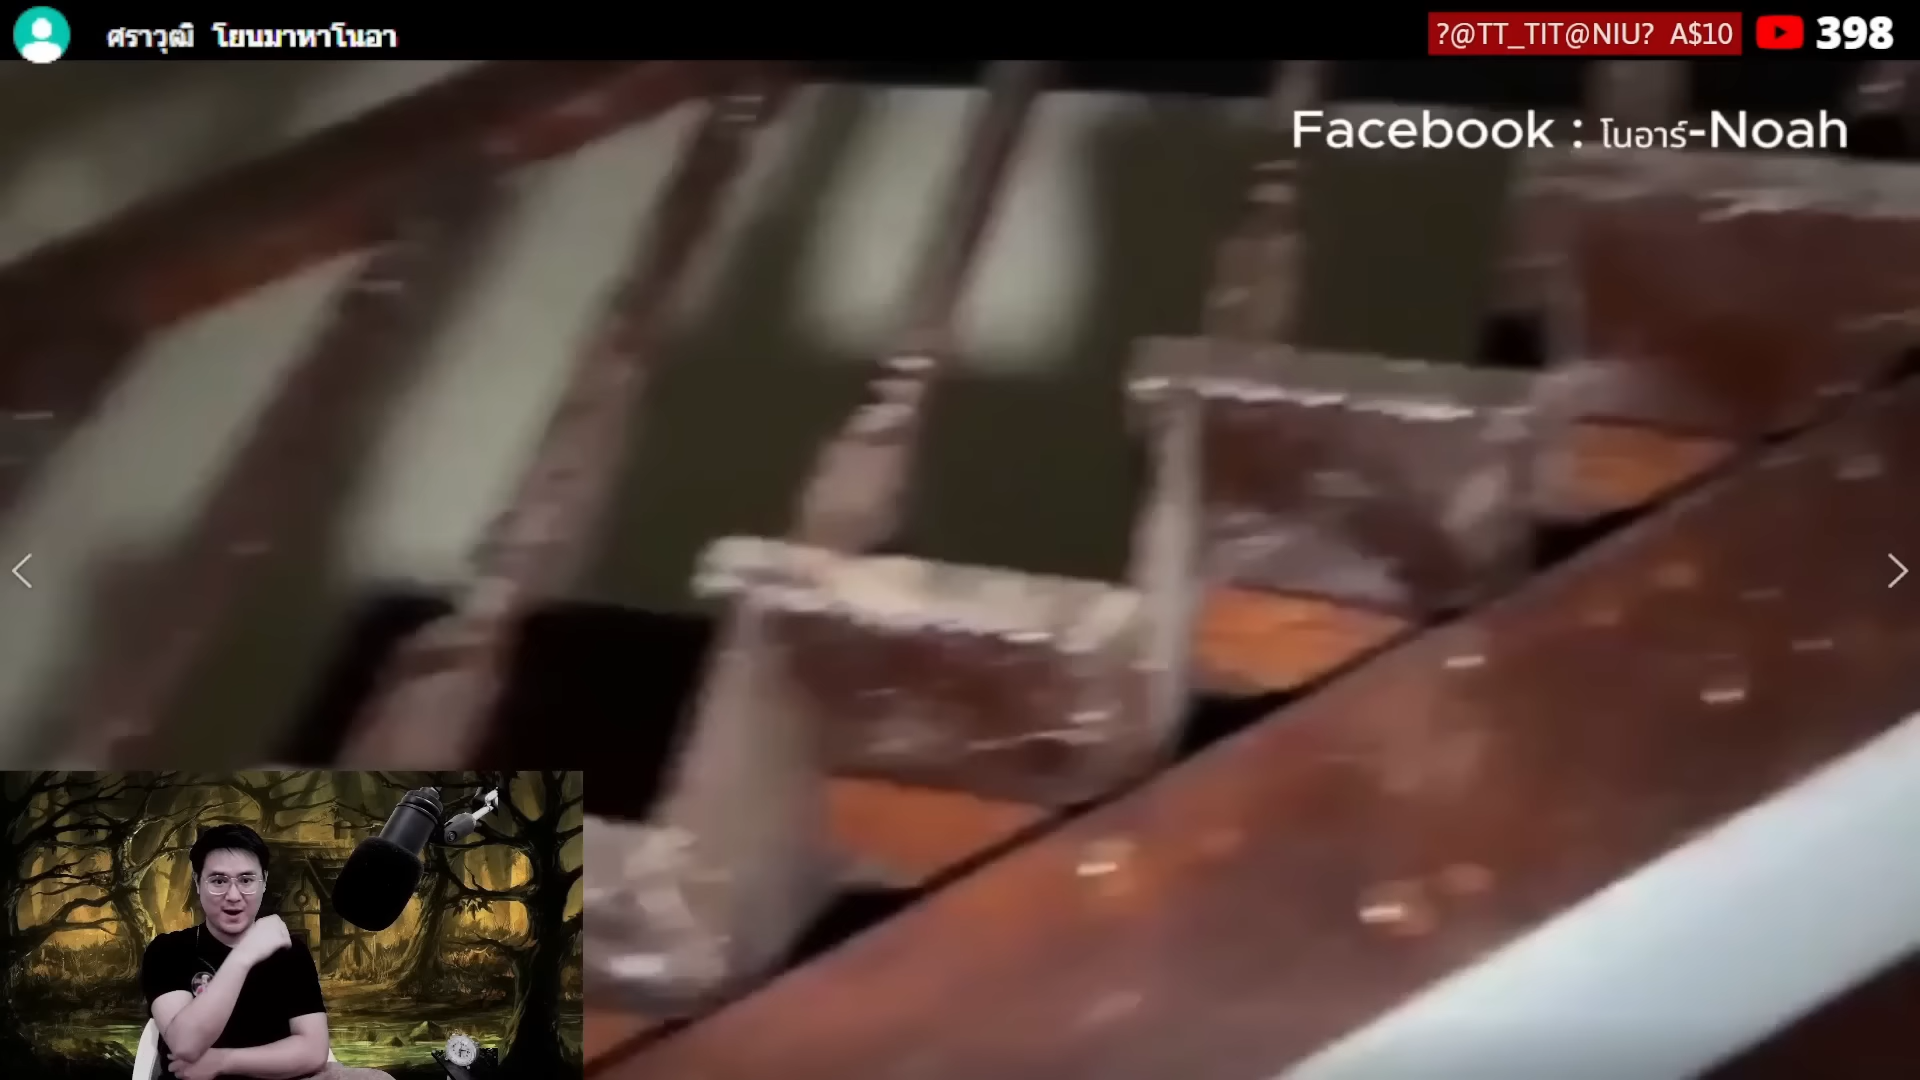 ศราวุฒิ โยนมาหาโนอา
?@TT_TIT@NIU? A$10
398
Facebook : โนอาร์-Noah